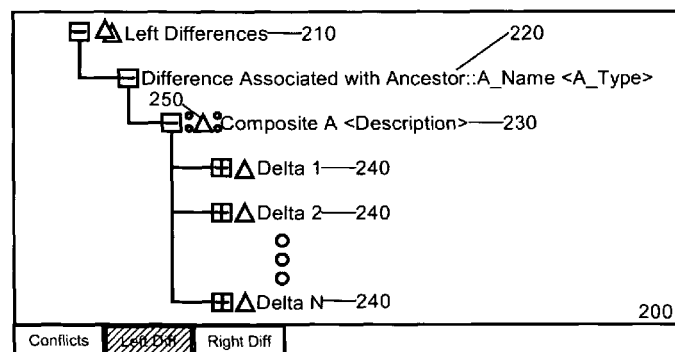 Left Differences 210 220
Difference Associated with Ancestor::A_Name <A_Type>
250
Composite A <Description> 230
Delta 1 240
Delta 2 240
Delta N 240
200
Conflicts Left Diff Right Diff